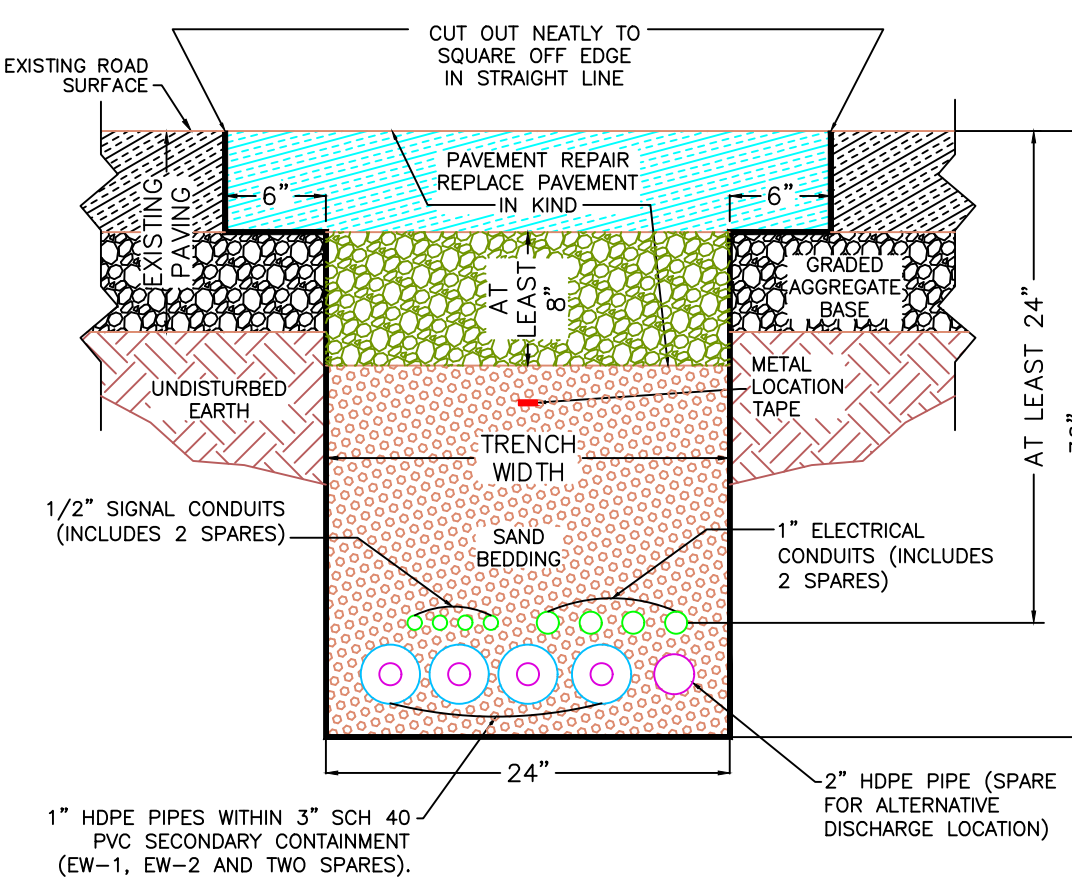 CUT OUT NEATLY TO
SQUARE OFF EDGE
IN STRAIGHT LINE
EXISTING ROAD
SURFACE
PAVEMENT REPAIR
REPLACE PAVEMENT
IN KIND
6”
6”
EXISTING
PAVING
AT
LEAST
8”
GRADED
AGGREGATE
BASE
AT LEAST 24”
UNDISTURBED
EARTH
METAL
LOCATION
TAPE
TRENCH
WIDTH
1/2” SIGNAL CONDUITS
(INCLUDES 2 SPARES)
SAND
BEDDING
1” ELECTRICAL
CONDUITS (INCLUDES
2 SPARES)
24”
1” HDPE PIPES WITHIN 3” SCH 40
PVC SECONDARY CONTAINMENT
(EW-1, EW-2 AND TWO SPARES).
2” HDPE PIPE (SPARE
FOR ALTERNATIVE
DISCHARGE LOCATION)